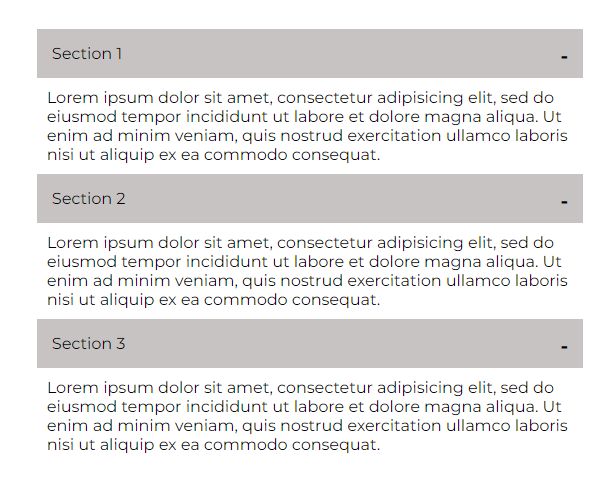 Section 1 -
Lorem ipsum dolor sit amet, consectetur adipisicing elit, sed do
eiusmod tempor incididunt ut labore et dolore magna aliqua. Ut
enim ad minim veniam, quis nostrud exercitation ullamco laboris
nisi ut aliquip ex ea commodo consequat.
Section 2 -
Lorem ipsum dolor sit amet, consectetur adipisicing elit, sed do
eiusmod tempor incididunt ut labore et dolore magna aliqua. Ut
enim ad minim veniam, quis nostrud exercitation ullamco laboris
nisi ut aliquip ex ea commodo consequat.
Section 3 -
Lorem ipsum dolor sit amet, consectetur adipisicing elit, sed do
eiusmod tempor incididunt ut labore et dolore magna aliqua. Ut
enim ad minim veniam, quis nostrud exercitation ullamco laboris
nisi ut aliquip ex ea commodo consequat.